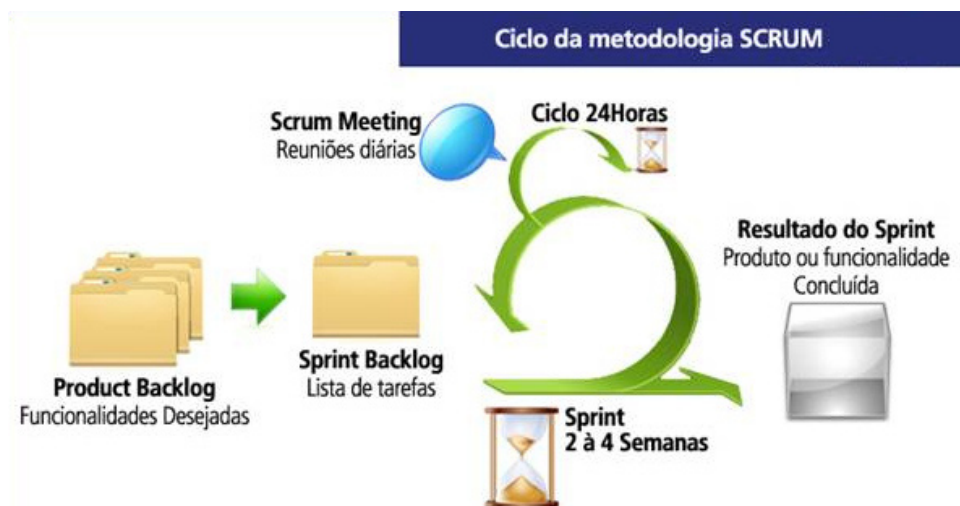 Ciclo da metodologia SCRUM
Scrum Meeting
Reuniões diárias
Ciclo 24Horas
Resultado do Sprint
Produto ou funcionalidade
Concluída
Product Backlog
Funcionalidades Desejadas
Sprint Backlog
Lista de tarefas
Sprint
2 à 4 Semanas